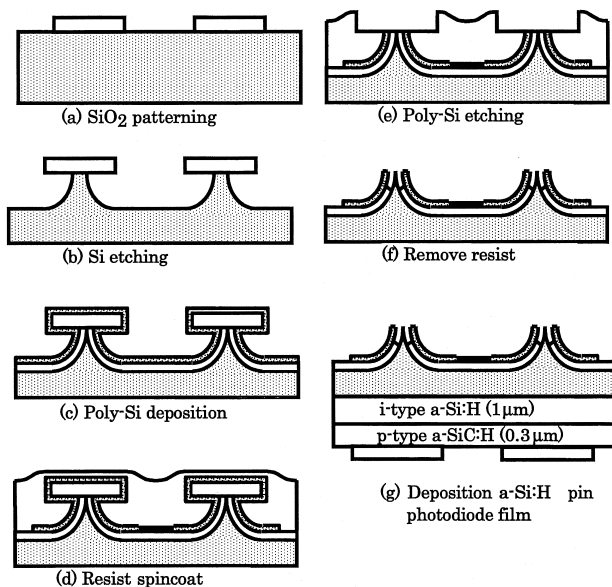 (a) SiO2 patterning
(b) Si etching
(c) Poly-Si deposition
(d) Resist spincoat
(e) Poly-Si etching
(f) Remove resist
i-type a-Si:H (1μm)
p-type a-SiC:H (0.3μm)
(g) Deposition a-Si:H pin
photodiode film